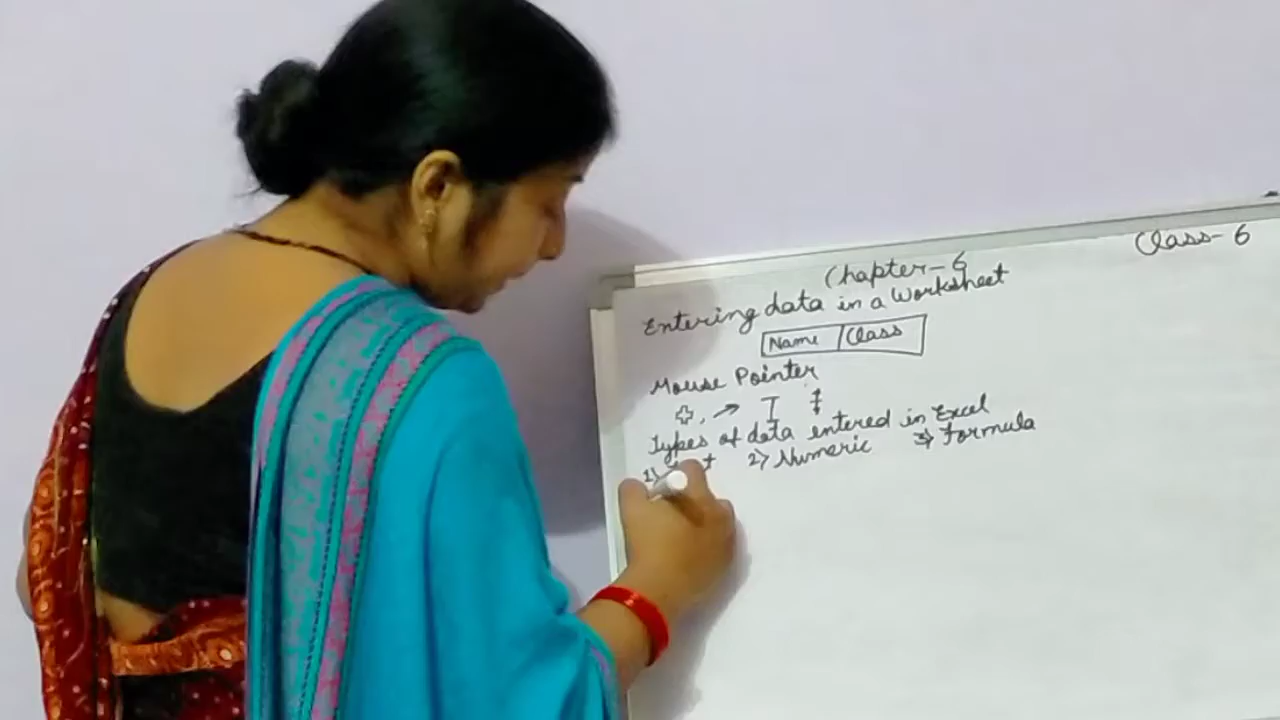 Class- 6
Chapter- 6
Entering data in a Worksheet
Name Class
Mouse Pointer
Types of data entered in Excel
1) 2) Numeric 3) Formula